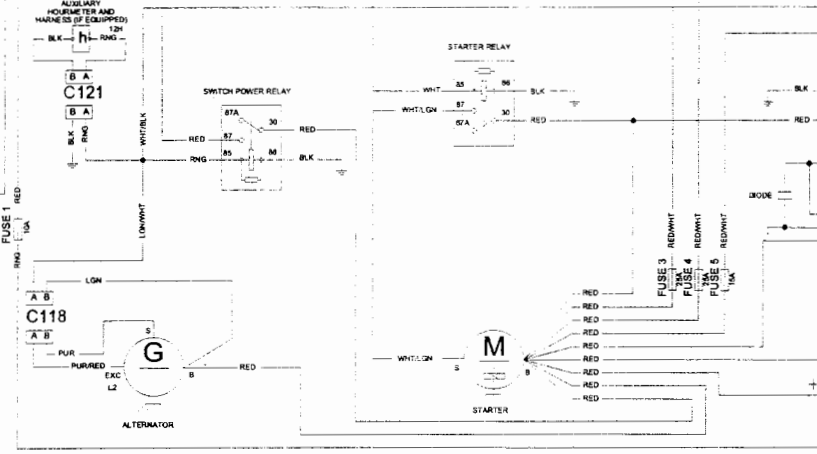 AUXILIARY
HOURMETER AND
HARNESS (IF EQUIPPED)
12H
BLK h RNG
B A
C121
B A
BLK
RNG
WHT/BLK
SWITCH POWER RELAY
87A
30
RED
87
RED
85
86
RNG
BLK
STARTER RELAY
WHT
85
86
BLK
WHT/LGN
87
30
87A
RED
BLK
RED
DIODE
RED
FUSE 1
10A
RNG
LGN/WHT
LGN
A B
C118
A B
PUR
PUR/RED
S
G
EXC
L2
B
RED
ALTERNATOR
WHT/LGN
S
M
B
STARTER
RED
RED
RED
RED
RED
RED
RED
RED
RED
RED/WHT
RED/WHT
RED/WHT
FUSE 3
25A
FUSE 4
25A
FUSE 5
15A